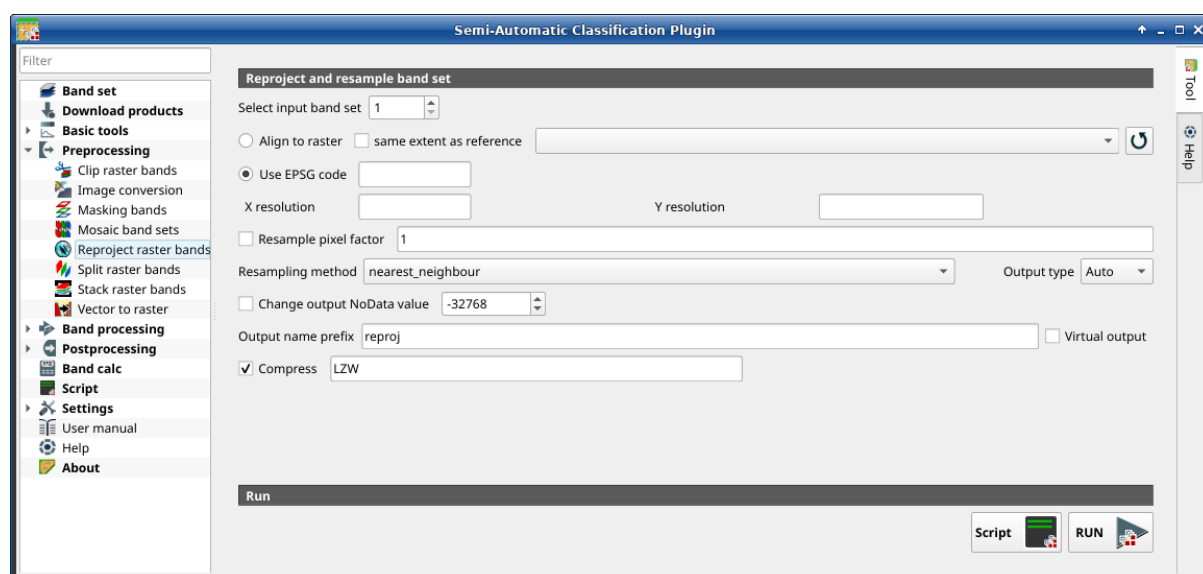 Semi-Automatic Classification Plugin
Filter
Band set
Download products
Basic tools
Preprocessing
Clip raster bands
Image conversion
Masking bands
Mosaic band sets
Reproject raster bands
Split raster bands
Stack raster bands
Vector to raster
Band processing
Postprocessing
Band calc
Script
Settings
User manual
Help
About
Reproject and resample band set
Select input band set 1
Align to raster same extent as reference
Use EPSG code
X resolution Y resolution
Resample pixel factor 1
Resampling method nearest_neighbour Output type Auto
Change output NoData value -32768
Output name prefix reproj Virtual output
Compress LZW
Run
Script RUN
Tool
Help